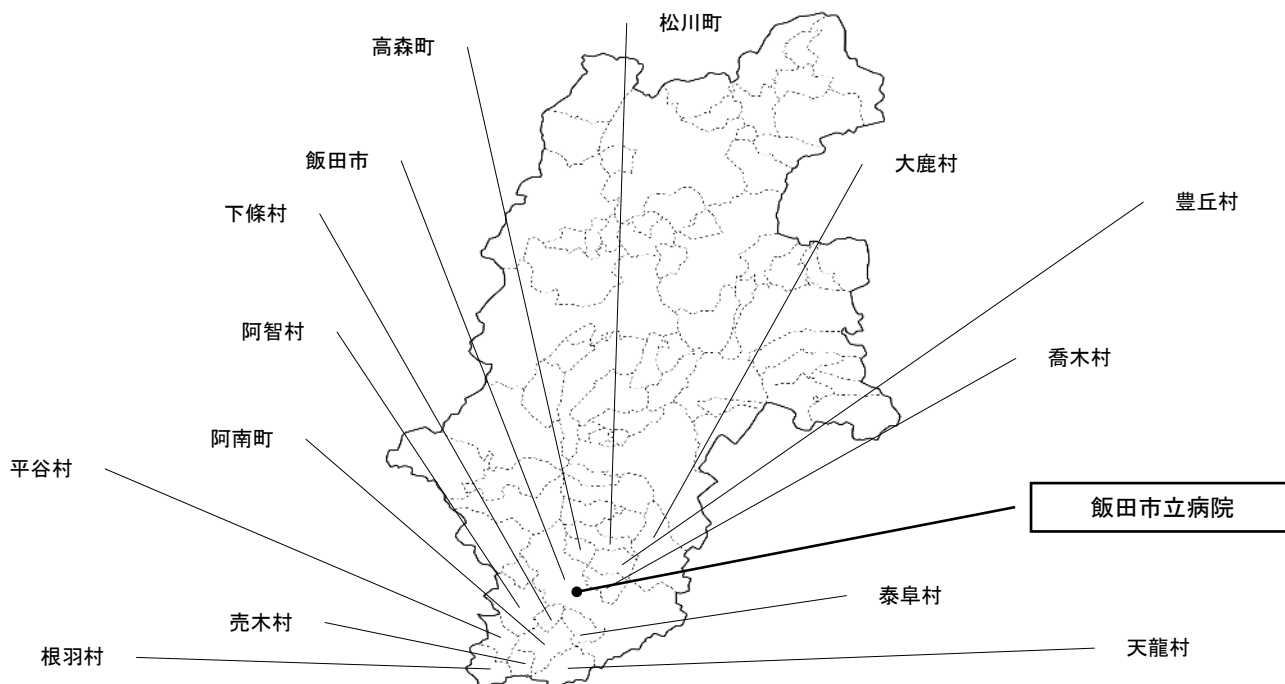 松川町
高森町
飯田市
大鹿村
豊丘村
下條村
阿智村
喬木村
阿南町
平谷村
飯田市立病院
泰阜村
売木村
天龍村
根羽村